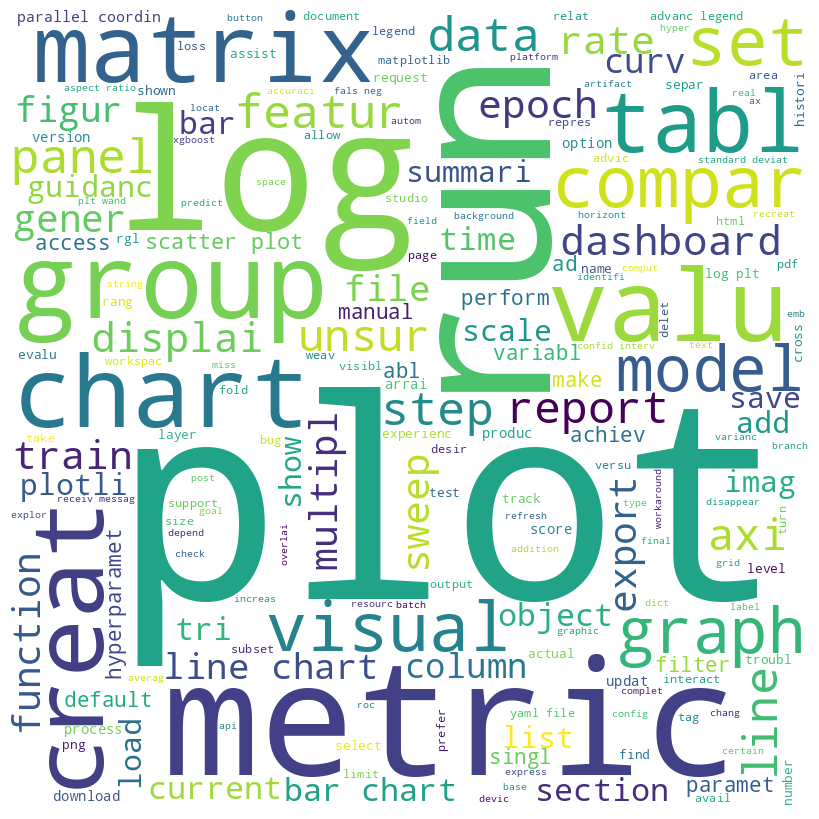 parallel coordin
button
document
relat
advanc legend
matrix
loss
assist
legend
matplotlib
request
data
rate
hyper
platform
curv
set
aspect ratio
shown
accuraci
fals neg
separ
artifact
area
real
ax
histori
figur
version
bar
locat
xgboost
featur
allow
autom
epoch
repres
option
tabl
panel
log
run
summari
advic
standard deviat
guidanc
plt wand
predict
space
studio
compar
gener
field
background
horizont
html
recreat
access
rgl
scatter plot
page
time
dashboard
string
rang
group
file
ad
name
comput
identifi
log plt
pdf
manual
perform
valu
delet
emb
displai
unsur
scale
variabl
confid interv
text
cross
evalu
workspac
miss
weav
visibl
abl
arrai
make
model
fold
chart
step
report
save
take
layer
bug
experienc
produc
achiev
add
varianc
branch
train
plot
multipl
show
desir
versu
plotli
receiv messag
post
support
goal
size
depend
sweep
test
track
refresh
score
type
workaround
export
imag
disappear
turn
explor
check
overlai
addition
final
axi
grid
level
function
creat
hyperparamet
increas
resourc
batch
output
dict
label
tri
visual
object
graph
graphic
subset
actual
filter
troubl
averag
line chart
column
updat
interact
default
metric
line
process
load
png
roc
prefer
yaml file
complet
config
tag
chang
certain
api
select
list
singl
find
limit
express
download
current
bar chart
base
devic
section
paramet
avail
number